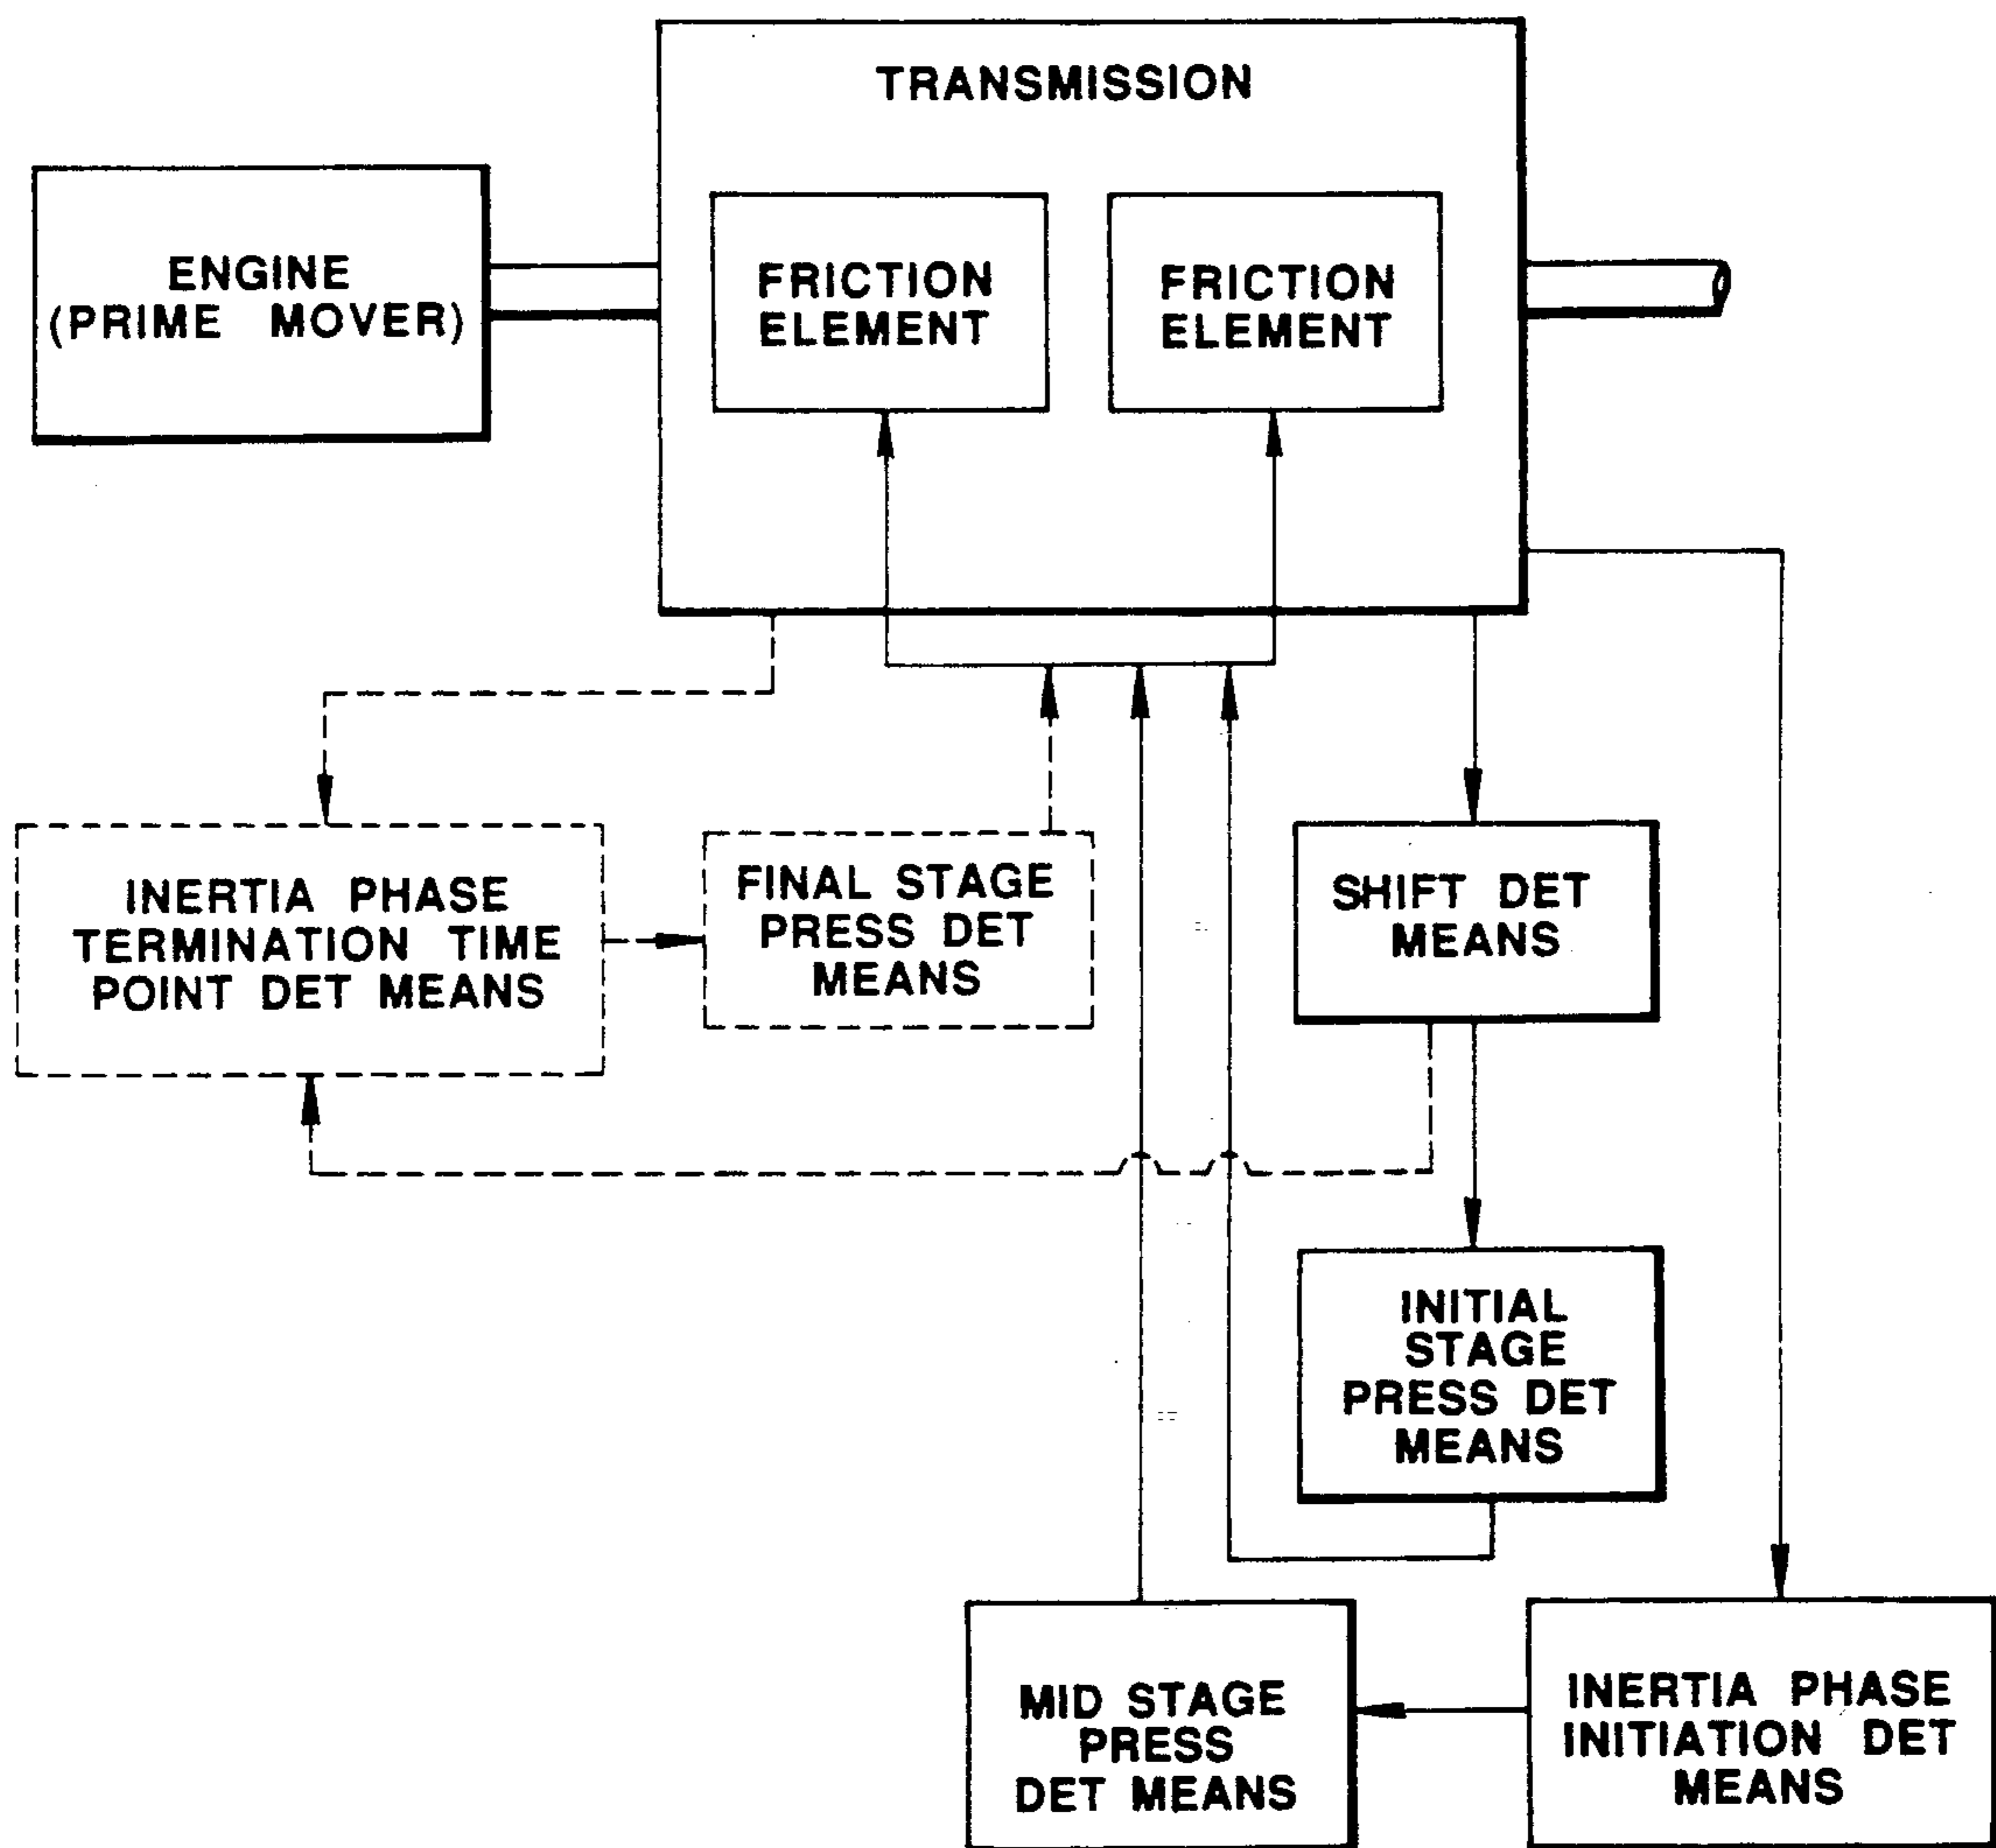 TRANSMISSION
ENGINE
(PRIME MOVER)
FRICTION
ELEMENT
FRICTION
ELEMENT
INERTIA PHASE
TERMINATION TIME
POINT DET MEANS
FINAL STAGE
PRESS DET
MEANS
SHIFT DET
MEANS
INITIAL
STAGE
PRESS DET
MEANS
MID STAGE
PRESS
DET MEANS
INERTIA PHASE
INITIATION DET
MEANS